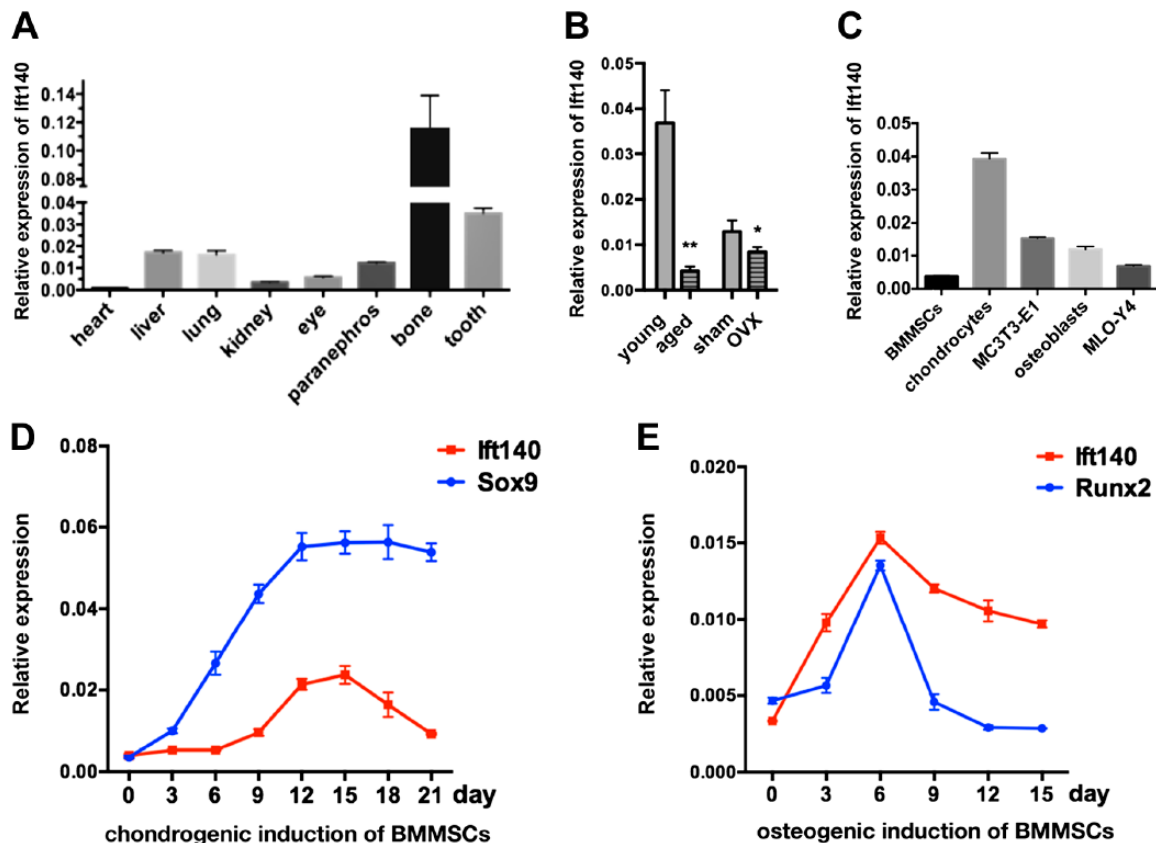 A
Relative expression of Ift140
0.14
0.12
0.10
0.08
0.04
0.03
0.02
0.01
0.00
heart
liver
lung
kidney
eye
paranephros
bone
tooth
B
Relative expression of Ift140
0.05
0.04
0.03
0.02
0.01
0.00
**
*
young
aged
sham
OVX
C
Relative expression of Ift140
0.05
0.04
0.03
0.02
0.01
0.00
BMMSCs
chondrocytes
MC3T3-E1
osteoblasts
MLO-Y4
D
Relative expression
0.08
0.06
0.04
0.02
0.00
Ift140
Sox9
0 3 6 9 12 15 18 21 day
chondrogenic induction of BMMSCs
E
Relative expression
0.020
0.015
0.010
0.005
0.000
Ift140
Runx2
0 3 6 9 12 15 day
osteogenic induction of BMMSCs